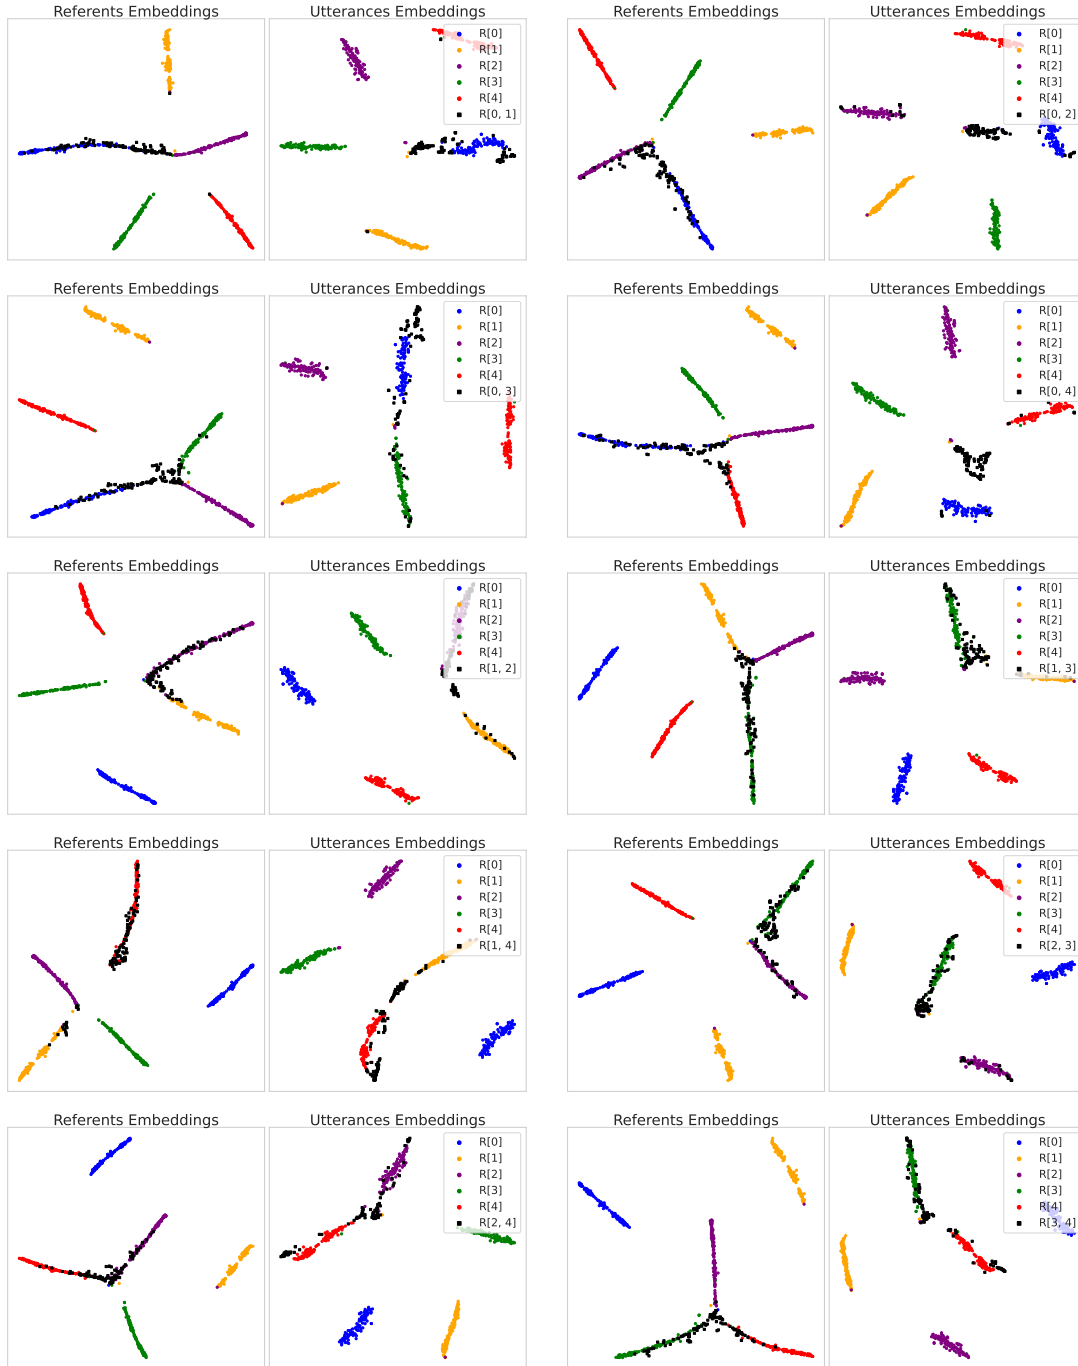 Referents Embeddings
Utterances Embeddings
R[0]
R[1]
R[2]
R[3]
R[4]
R[0, 1]
Referents Embeddings
Utterances Embeddings
R[0]
R[1]
R[2]
R[3]
R[4]
R[0, 2]
Referents Embeddings
Utterances Embeddings
R[0]
R[1]
R[2]
R[3]
R[4]
R[0, 3]
Referents Embeddings
Utterances Embeddings
R[0]
R[1]
R[2]
R[3]
R[4]
R[0, 4]
Referents Embeddings
Utterances Embeddings
R[0]
R[1]
R[2]
R[3]
R[4]
R[1, 2]
Referents Embeddings
Utterances Embeddings
R[0]
R[1]
R[2]
R[3]
R[4]
R[1, 3]
Referents Embeddings
Utterances Embeddings
R[0]
R[1]
R[2]
R[3]
R[4]
R[1, 4]
Referents Embeddings
Utterances Embeddings
R[0]
R[1]
R[2]
R[3]
R[4]
R[2, 3]
Referents Embeddings
Utterances Embeddings
R[0]
R[1]
R[2]
R[3]
R[4]
R[2, 4]
Referents Embeddings
Utterances Embeddings
R[0]
R[1]
R[2]
R[3]
R[4]
R[3, 4]